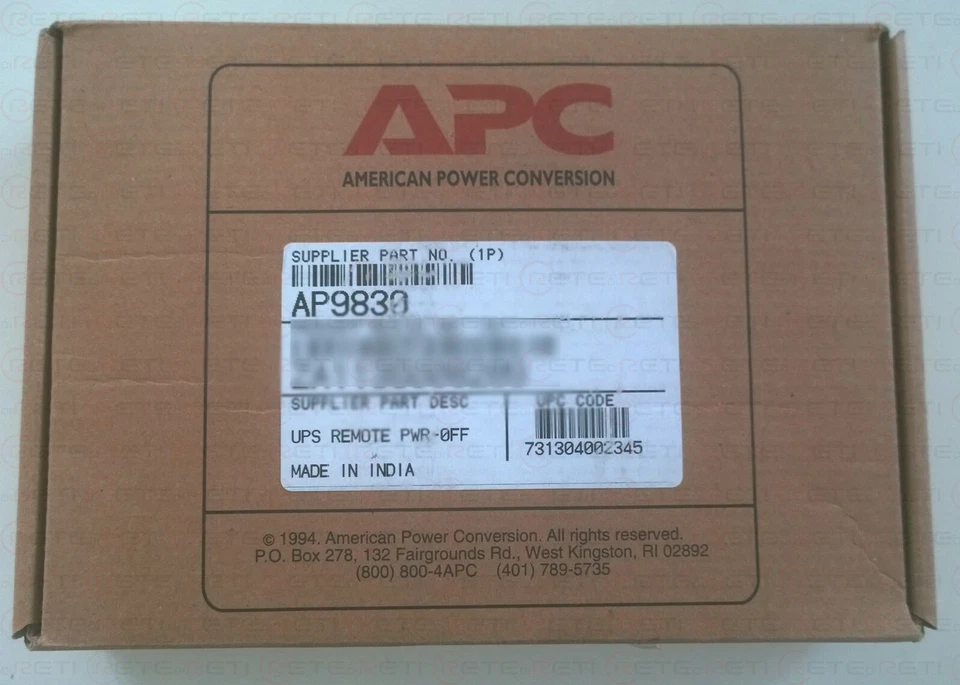 APC
AMERICAN POWER CONVERSION
SUPPLIER PART NO. (1P)
AP9830
SUPPLIER PART DESC
UPC CODE
UPS REMOTE PWR-OFF
731304002345
MADE IN INDIA
© 1994. American Power Conversion. All rights reserved.
P.O. Box 278, 132 Fairgrounds Rd., West Kingston, RI 02892
(800) 800-4APC (401) 789-5735